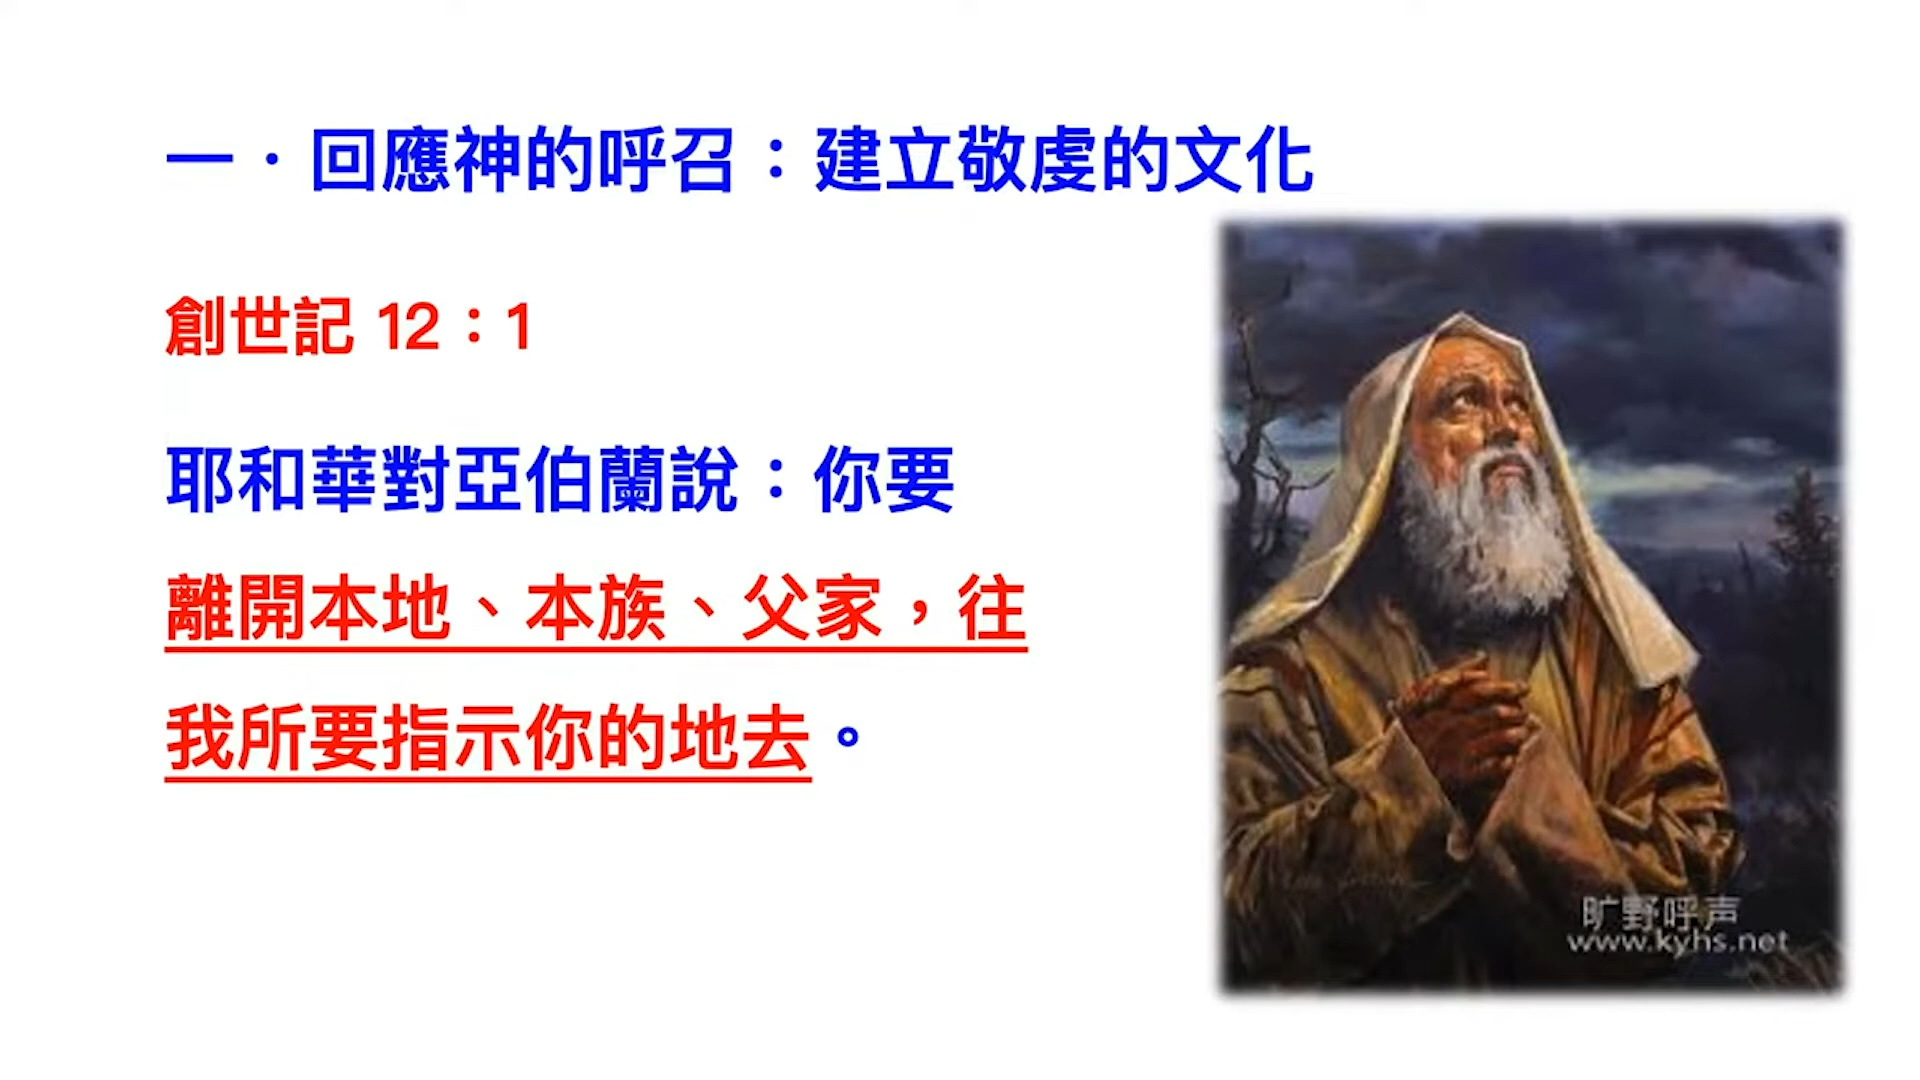 一．回應神的呼召：建立敬虔的文化
創世記 12：1
耶和華對亞伯蘭說：你要
離開本地、本族、父家，往
我所要指示你的地去。
旷野呼声
www.kyhs.net